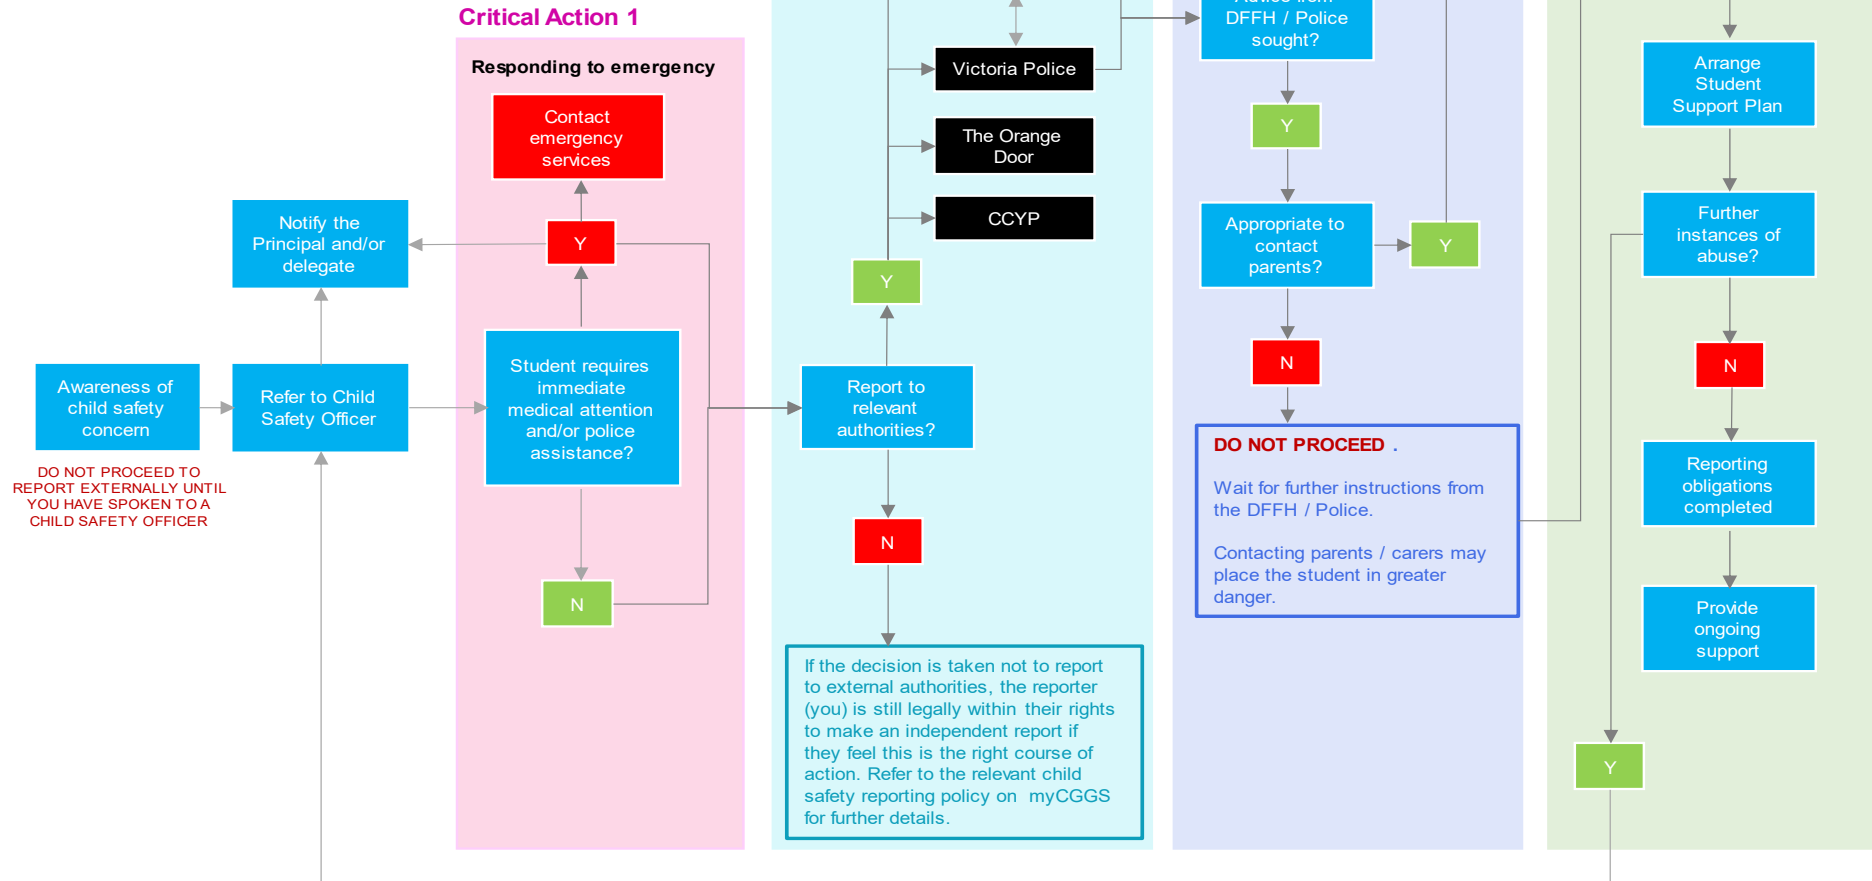 Critical Action 1
Responding to emergency
Contact
emergency
services
Y
Notify the
Principal and/or
delegate
Awareness of
child safety
concern
DO NOT PROCEED TO
REPORT EXTERNALLY UNTIL
YOU HAVE SPOKEN TO A
CHILD SAFETY OFFICER
Refer to Child
Safety Officer
Student requires
immediate
medical attention
and/or police
assistance?
N
Victoria Police
The Orange
Door
CCYP
Y
Report to
relevant
authorities?
N
If the decision is taken not to report
to external authorities, the reporter
(you) is still legally within their rights
to make an independent report if
they feel this is the right course of
action. Refer to the relevant child
safety reporting policy on myCGGS
for further details.
Advice from
DFFH / Police
sought?
Y
Appropriate to
contact
parents?
Y
N
DO NOT PROCEED .
Wait for further instructions from
the DFFH / Police.
Contacting parents / carers may
place the student in greater
danger.
Arrange
Student
Support Plan
Further
instances of
abuse?
N
Reporting
obligations
completed
Provide
ongoing
support
Y